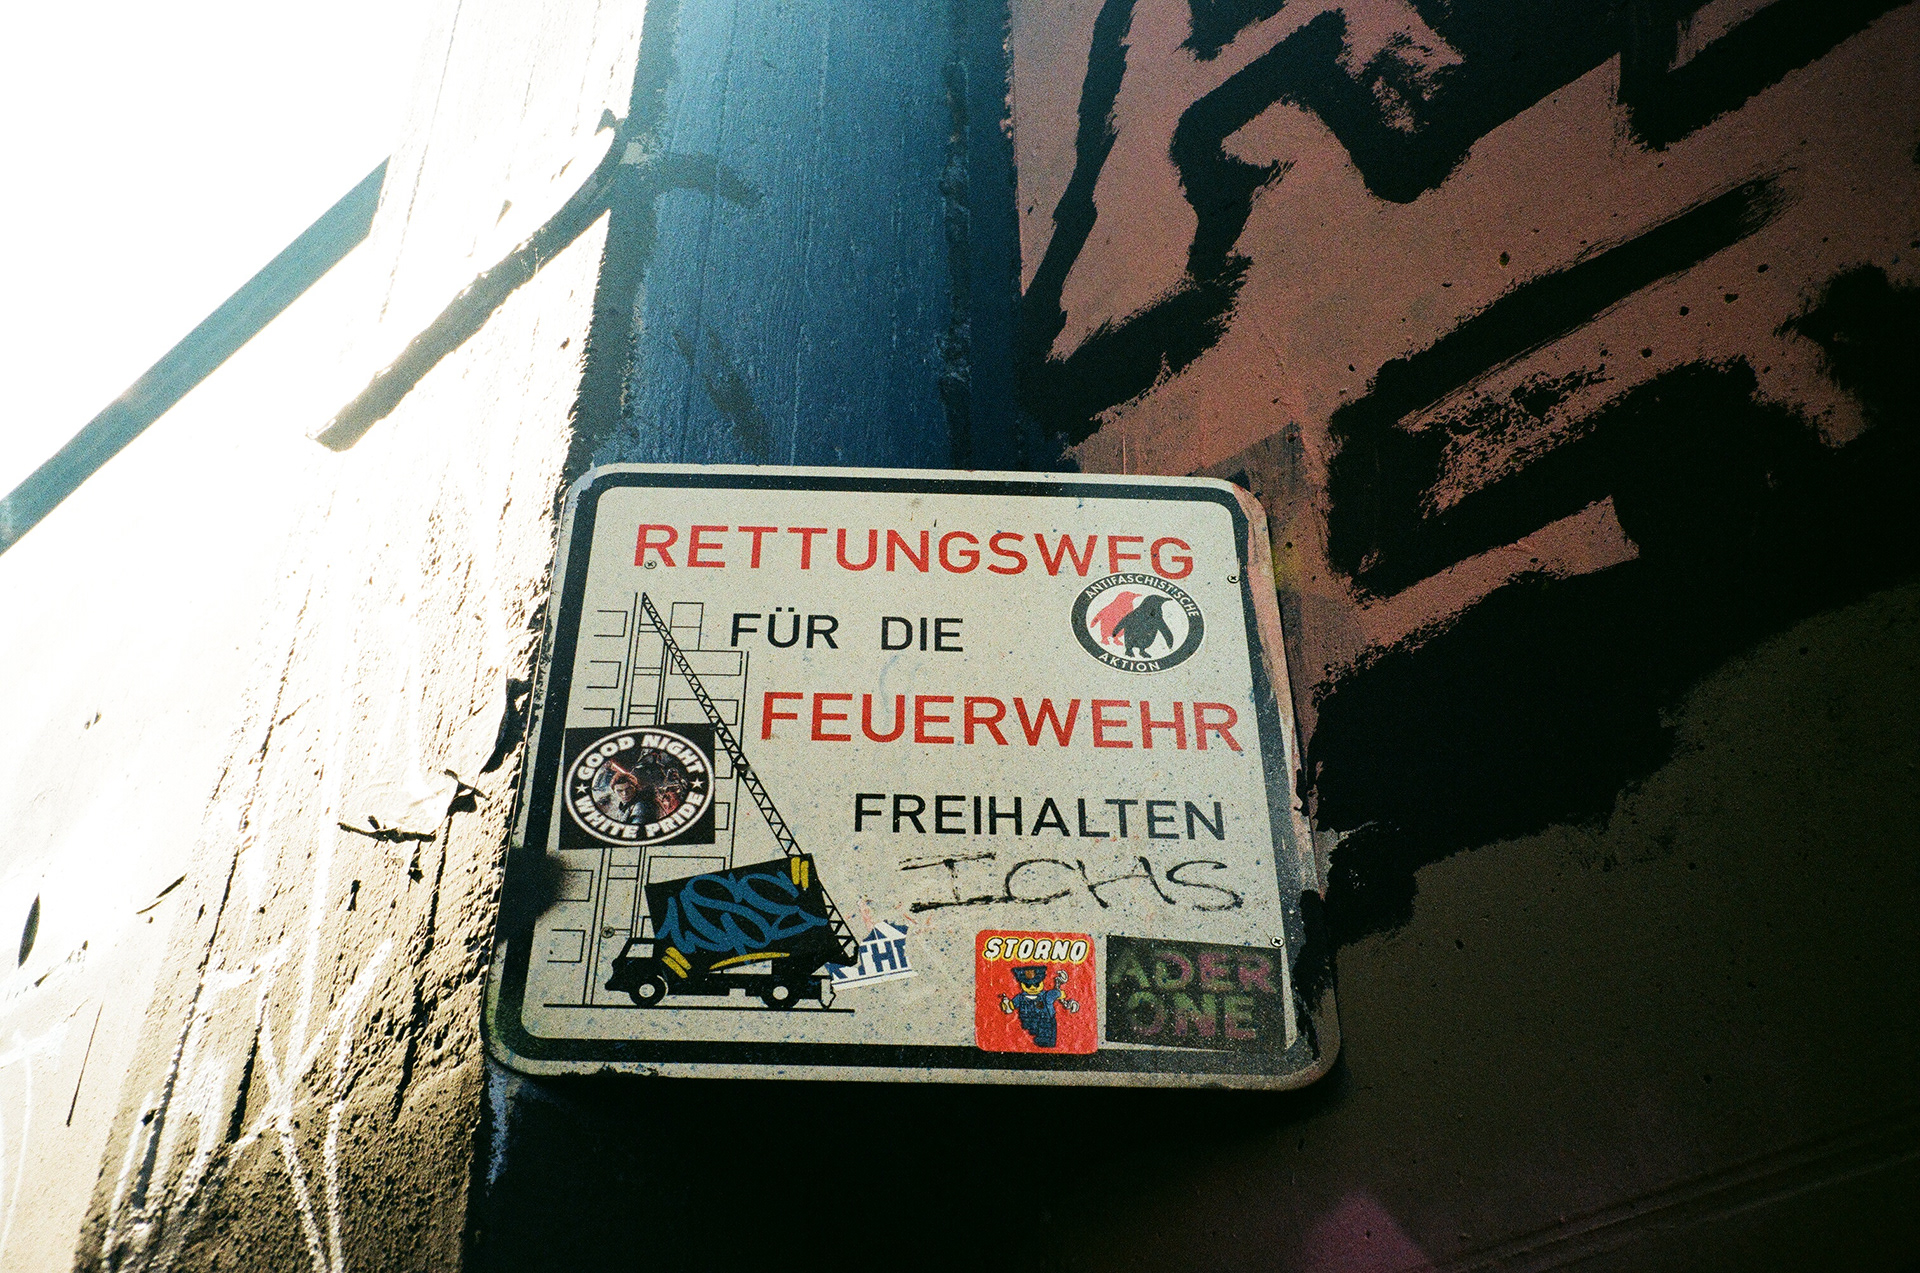 RETTUNGSWEG
FÜR DIE
ANTIFASCHISTISCHE
AKTION
FEUERWEHR
GOOD NIGHT
WHITE PRIDE
FREIHALTEN
ICHS
STORNO
ADER
ONE